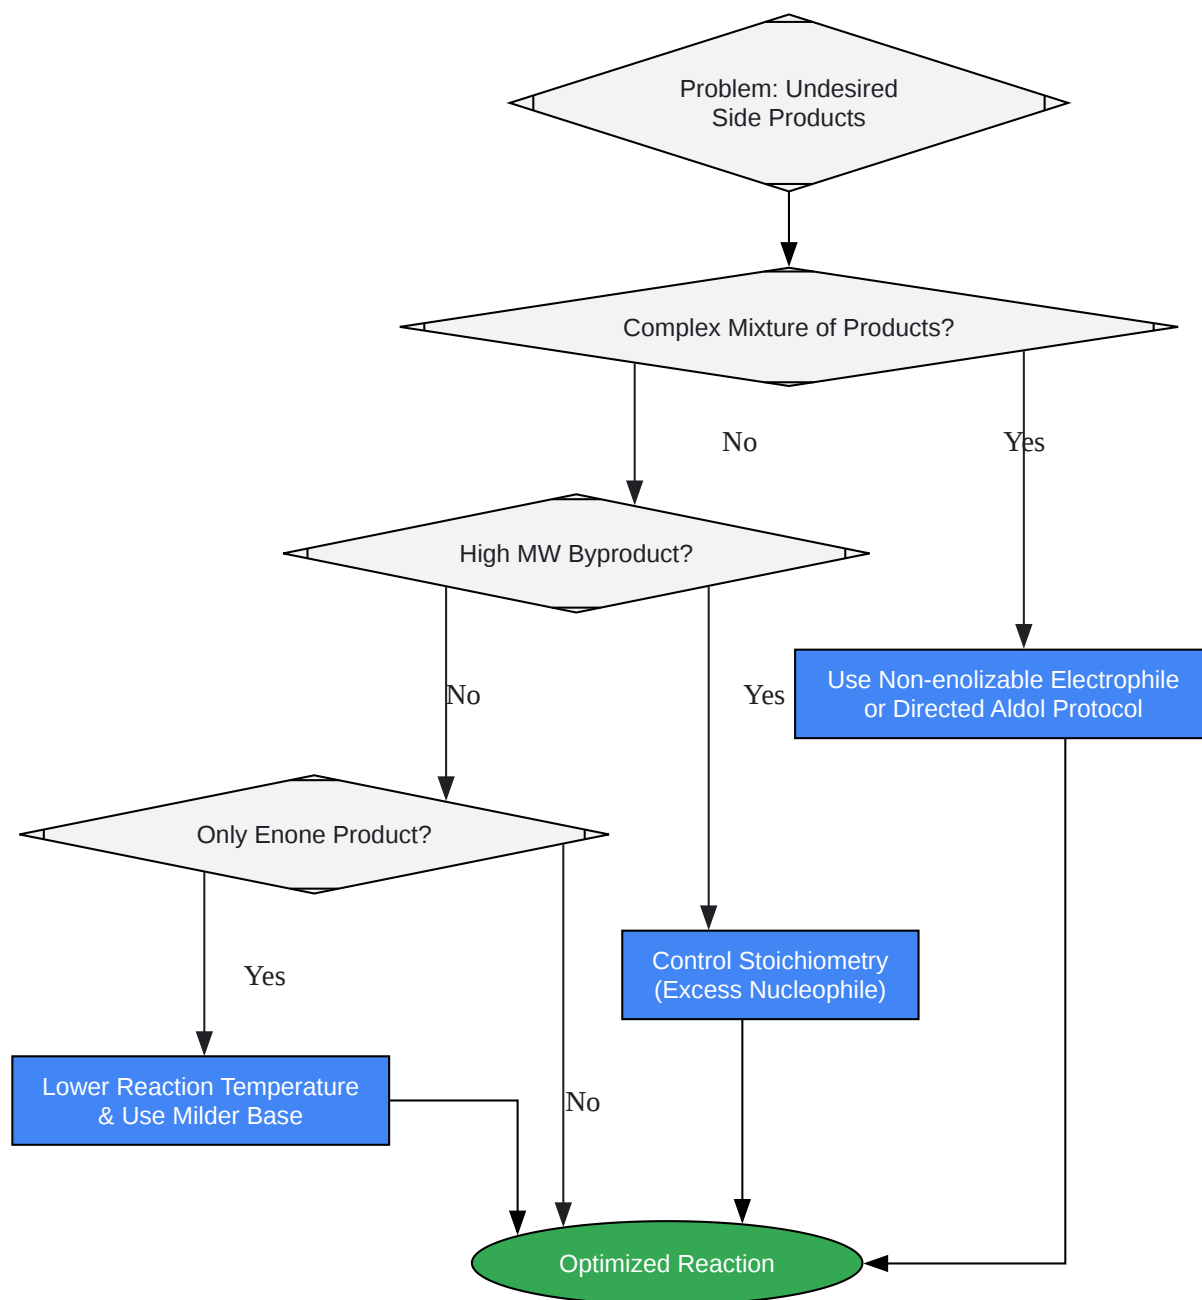 Problem: Undesired
Side Products
Complex Mixture of Products?
No
Yes
High MW Byproduct?
Use Non-enolizable Electrophile
or Directed Aldol Protocol
No
Yes
Only Enone Product?
Control Stoichiometry
(Excess Nucleophile)
Yes
Lower Reaction Temperature
& Use Milder Base
No
Optimized Reaction